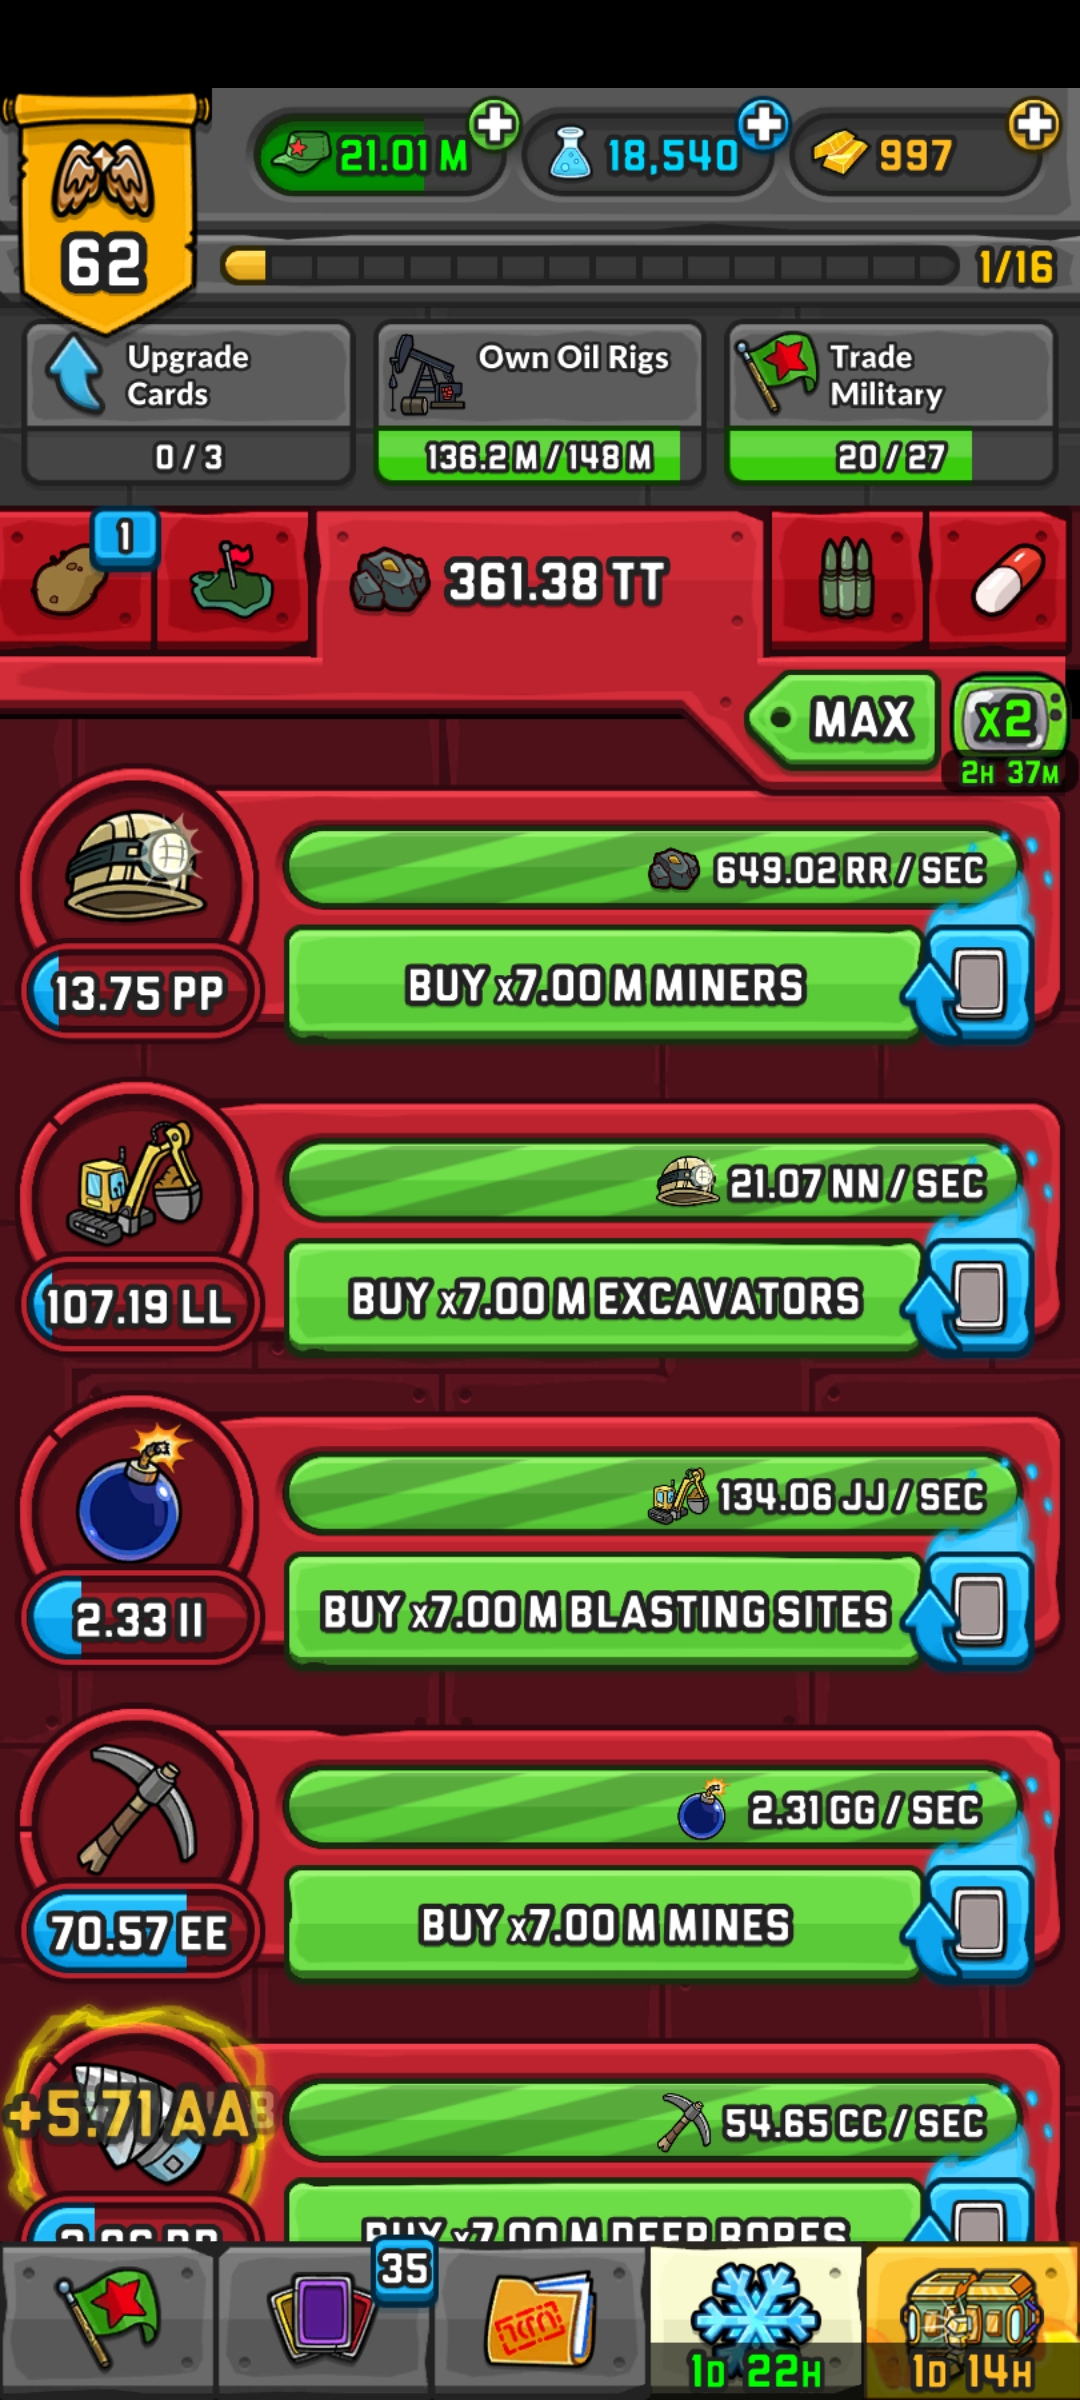 21.01 M
18,540
997
62
1/16
Upgrade
Cards
0 / 3
Own Oil Rigs
136.2 M / 148 M
Trade
Military
20 / 27
1
361.38 TT
MAX
x2
2H 37M
649.02 RR / SEC
13.75 PP
BUY x7.00 M MINERS
21.07 NN / SEC
107.19 LL
BUY x7.00 M EXCAVATORS
134.06 JJ / SEC
2.33 II
BUY x7.00 M BLASTING SITES
2.31 GG / SEC
70.57 EE
BUY x7.00 M MINES
+5.71 AA
54.65 CC / SEC
BUY x7.00 M DEEP BORES
35
1D 22H
1D 14H